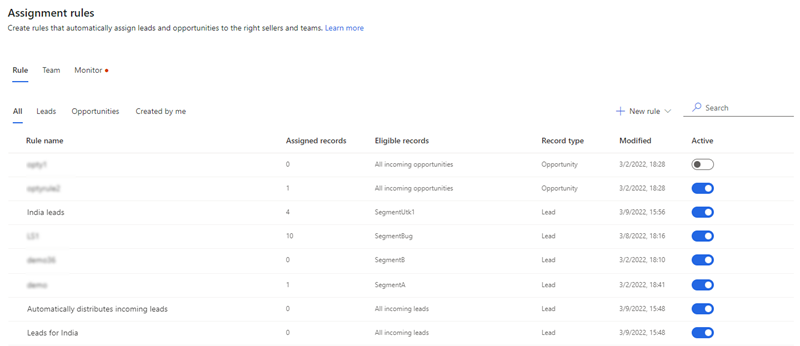 Assignment rules
Create rules that automatically assign leads and opportunities to the right sellers and teams. Learn more
Rule Team Monitor
All Leads Opportunities Created by me New rule Search
Rule name Assigned records Eligible records Record type Modified Active
0 All incoming opportunities Opportunity 3/2/2022, 18:28
1 All incoming opportunities Opportunity 3/2/2022, 18:28
India leads 4 SegmentUtk1 Lead 3/9/2022, 15:56
10 SegmentBug Lead 3/8/2022, 18:16
0 SegmentB Lead 3/2/2022, 18:10
1 SegmentA Lead 3/2/2022, 18:41
Automatically distributes incoming leads 0 All incoming leads Lead 3/9/2022, 15:48
Leads for India 0 All incoming leads Lead 3/9/2022, 15:48